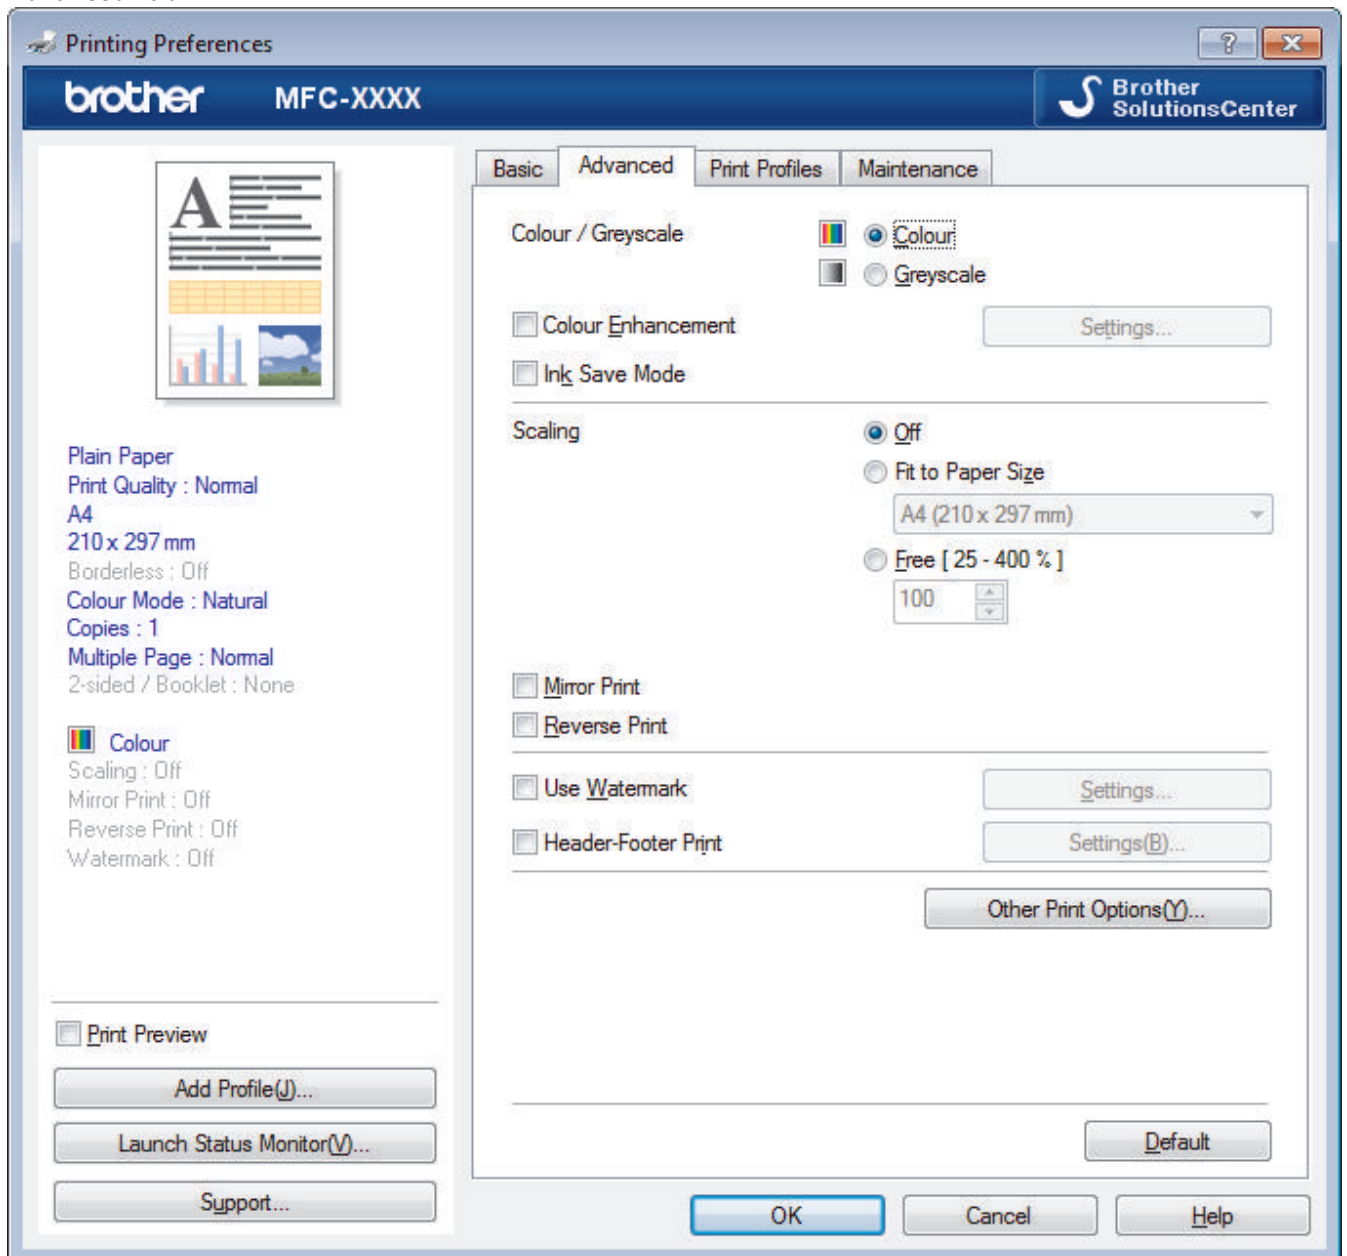 Printing Preferences
brother MFC-XXXX
Brother
SolutionsCenter
A
Plain Paper
Print Quality : Normal
A4
210 x 297 mm
Borderless : Off
Colour Mode : Natural
Copies : 1
Multiple Page : Normal
2-sided / Booklet : None
Colour
Scaling : Off
Mirror Print : Off
Reverse Print : Off
Watermark : Off
Print Preview
Add Profile(J)...
Launch Status Monitor(V)...
Support...
Basic Advanced Print Profiles Maintenance
Colour / Greyscale Colour
Greyscale
Colour Enhancement Settings...
Ink Save Mode
Scaling Off
Fit to Paper Size
A4 (210 x 297 mm)
Free [ 25 - 400 % ]
100
Mirror Print
Reverse Print
Use Watermark Settings...
Header-Footer Print Settings(B)...
Other Print Options(Y)...
Default
OK Cancel Help